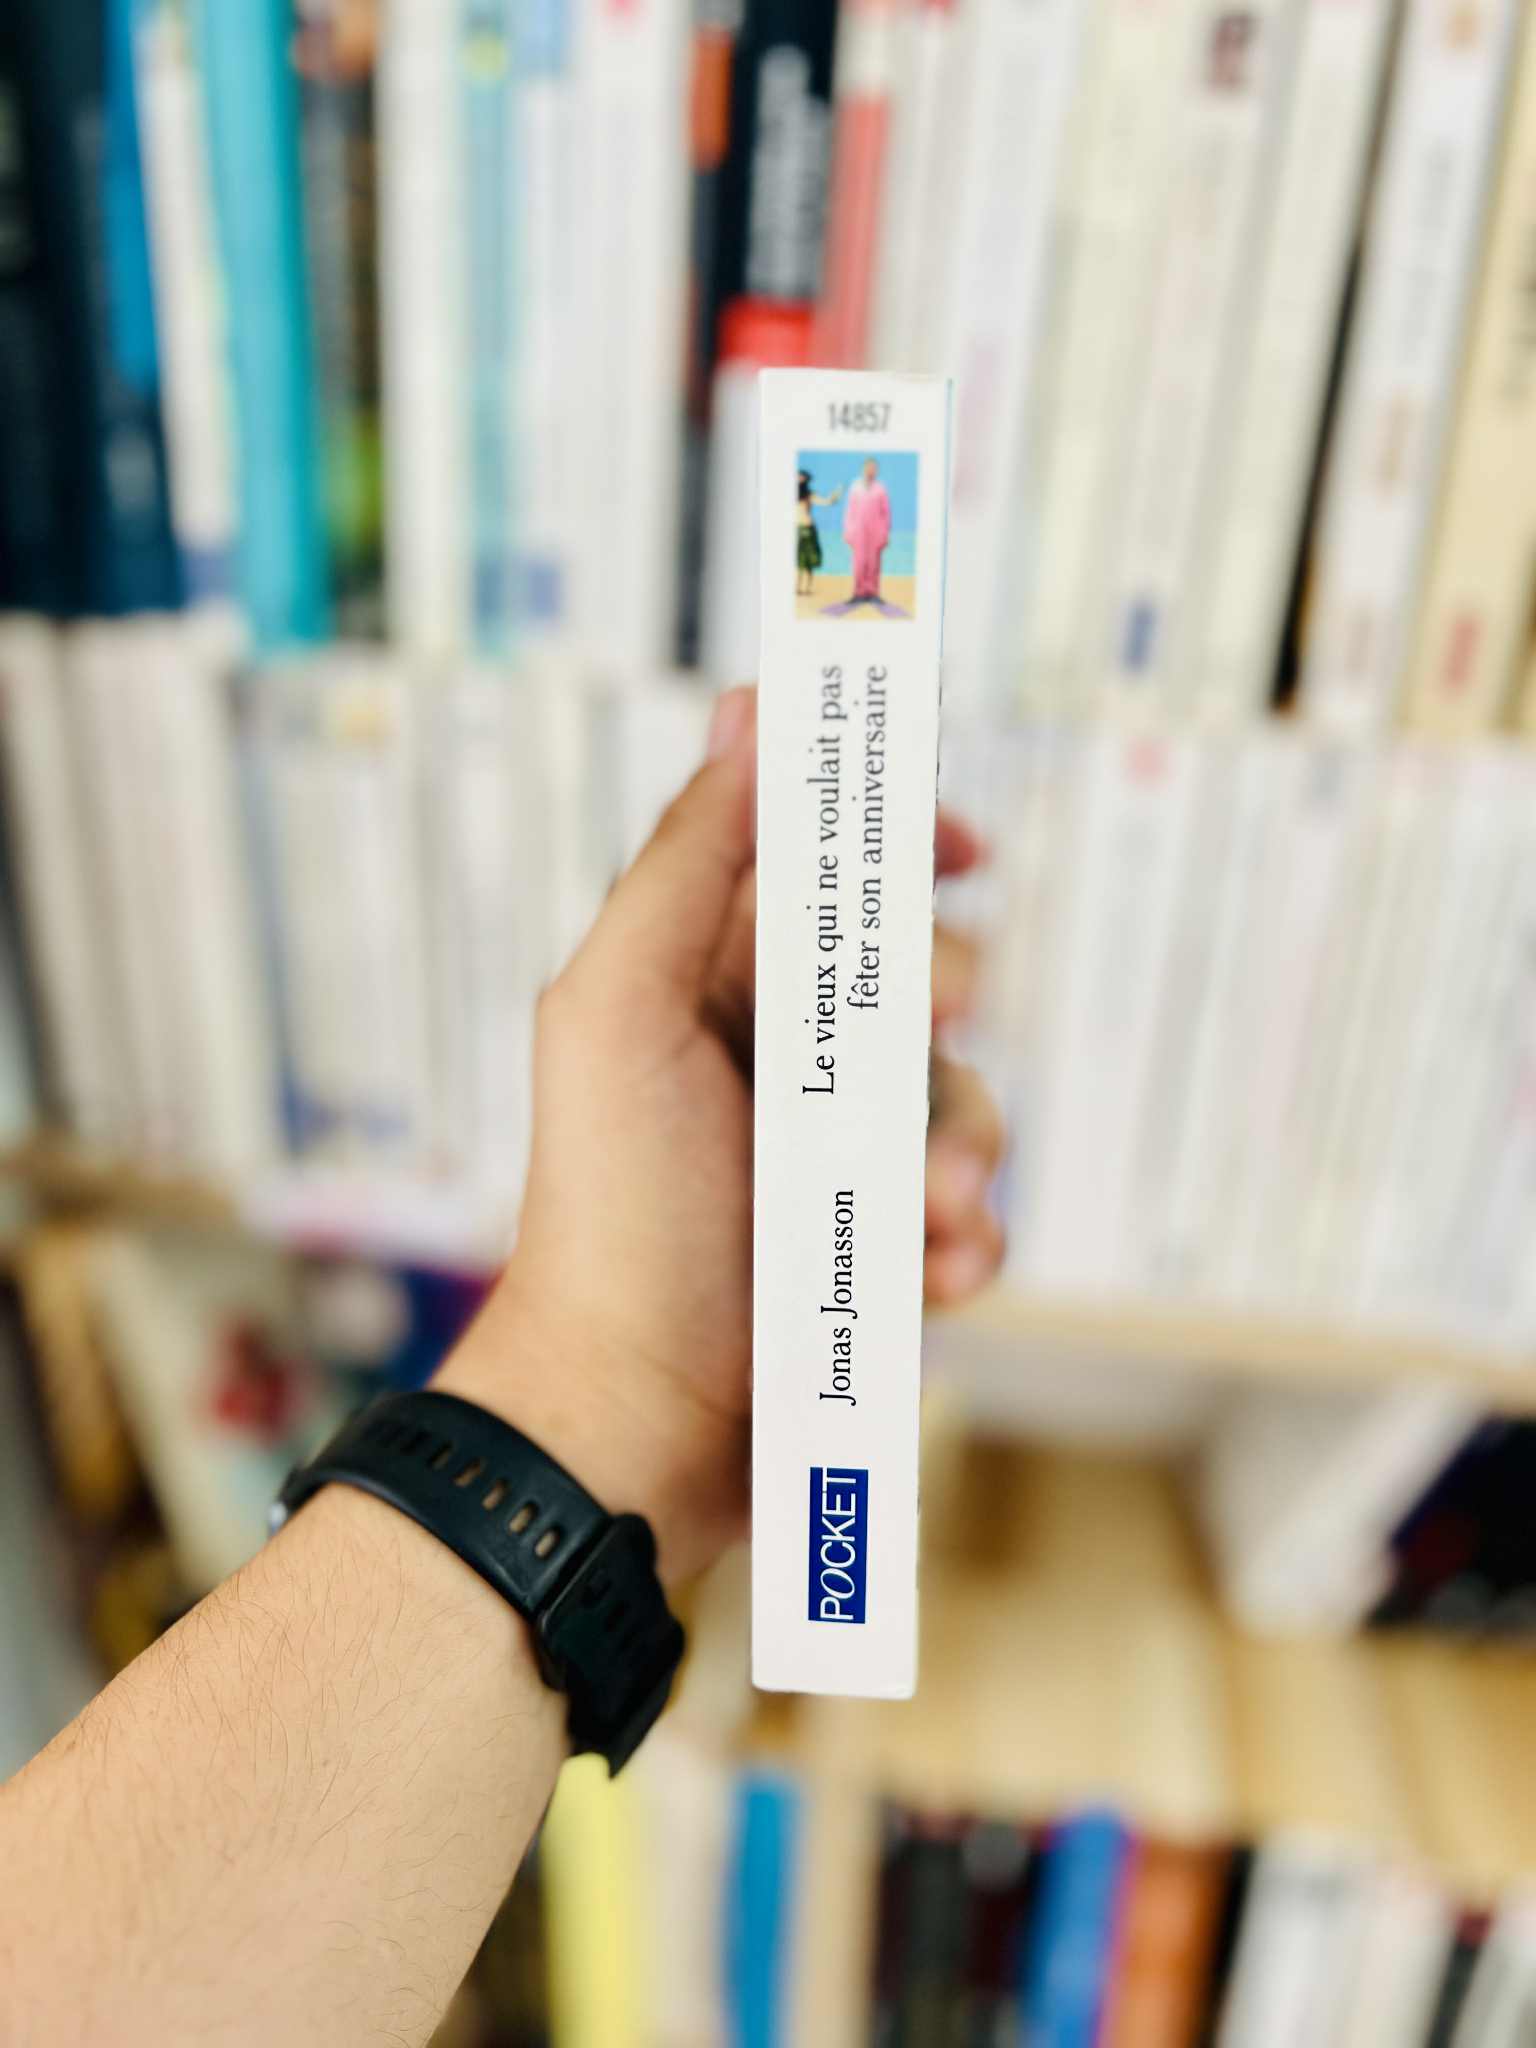 14857
Le vieux qui ne voulait pas
fêter son anniversaire
Jonas Jonasson
POCKET